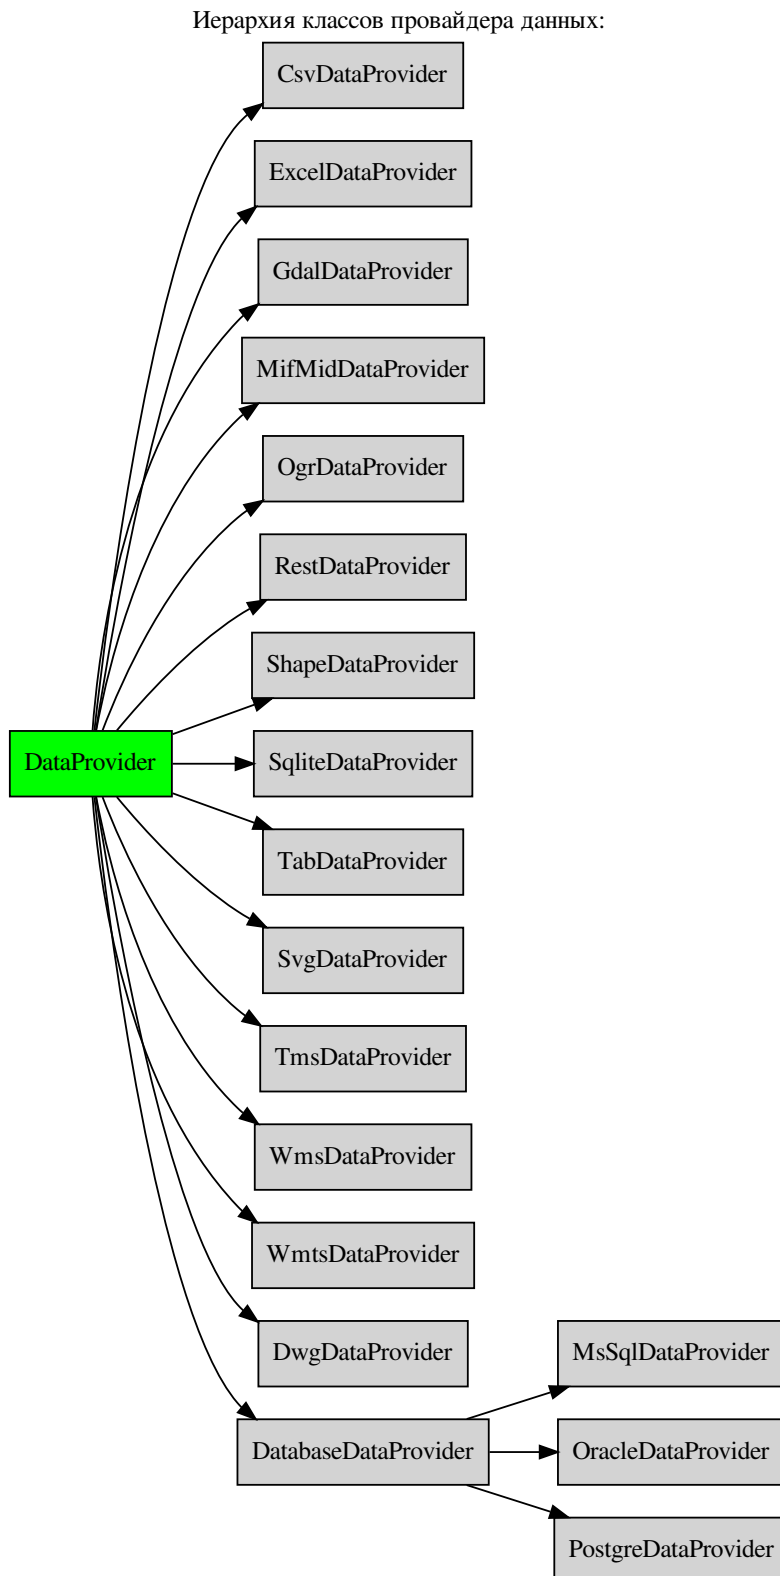 Иерархия классов провайдера данных:
CsvDataProvider
ExcelDataProvider
GdalDataProvider
MifMidDataProvider
OgrDataProvider
RestDataProvider
ShapeDataProvider
DataProvider
SqliteDataProvider
TabDataProvider
SvgDataProvider
TmsDataProvider
WmsDataProvider
WmtsDataProvider
DwgDataProvider
MsSqlDataProvider
DatabaseDataProvider
OracleDataProvider
PostgreDataProvider